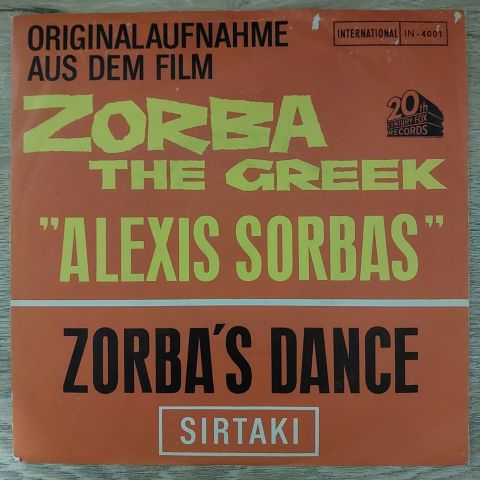 ORIGINALAUFNAHME
AUS DEM FILM
INTERNATIONAL IN-4001
ZORBA
THE GREEK
20th
CENTURY FOX
RECORDS
"ALEXIS SORBAS"
ZORBA'S DANCE
SIRTAKI